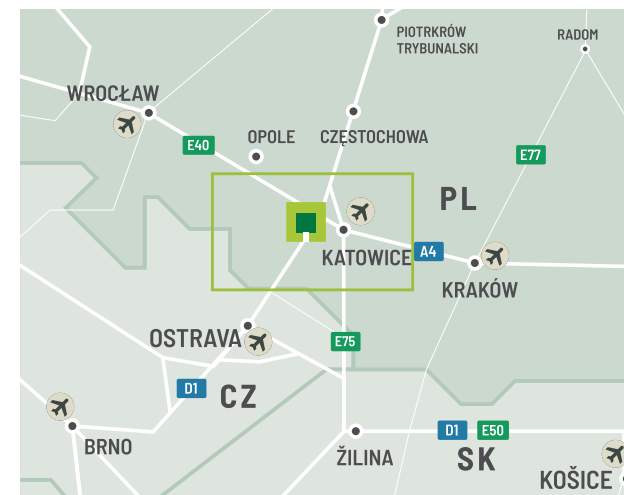 PIOTRKRÓW
TRYBUNALSKI
RADOM
WROCŁAW
OPOLE
CZĘSTOCHOWA
E40
E77
PL
KATOWICE
A4
KRAKÓW
OSTRAVA
E75
D1
CZ
BRNO
ŽILINA
D1
E50
SK
KOŠICE